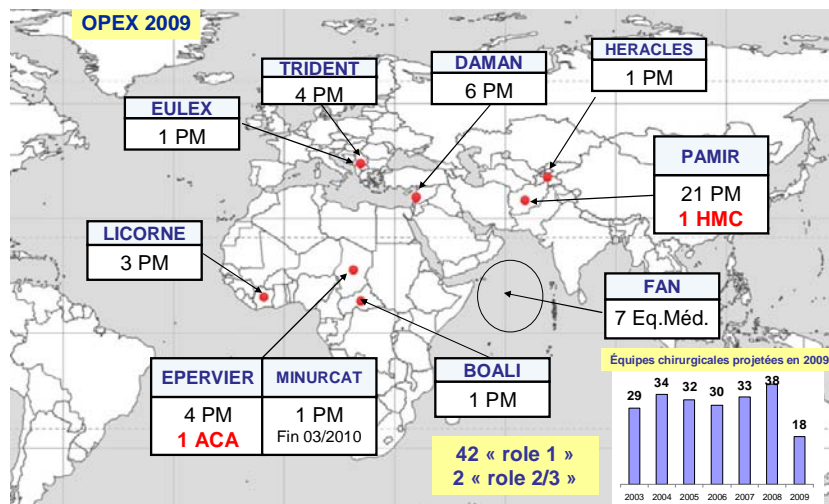 OPEX 2009
TRIDENT
4 PM
DAMAN
6 PM
HERACLES
1 PM
EULEX
1 PM
PAMIR
21 PM
1 HMC
LICORNE
3 PM
FAN
7 Eq.Méd.
EPERVIER
4 PM
1 ACA
MINURCAT
1 PM
Fin 03/2010
BOALI
1 PM
42 « role 1 »
2 « role 2/3 »
Équipes chirurgicales projetées en 2009
29
34
32
30
33
38
18
2003 2004 2005 2006 2007 2008 2009